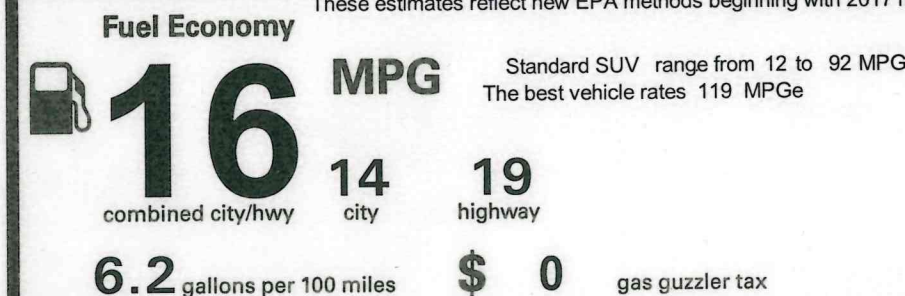 These estimates reflect new EPA methods beginning with 2017
Fuel Economy
16 MPG
Standard SUV range from 12 to 92 MPG
The best vehicle rates 119 MPGe
combined city/hwy
14
city
19
highway
6.2 gallons per 100 miles
$ 0 gas guzzler tax